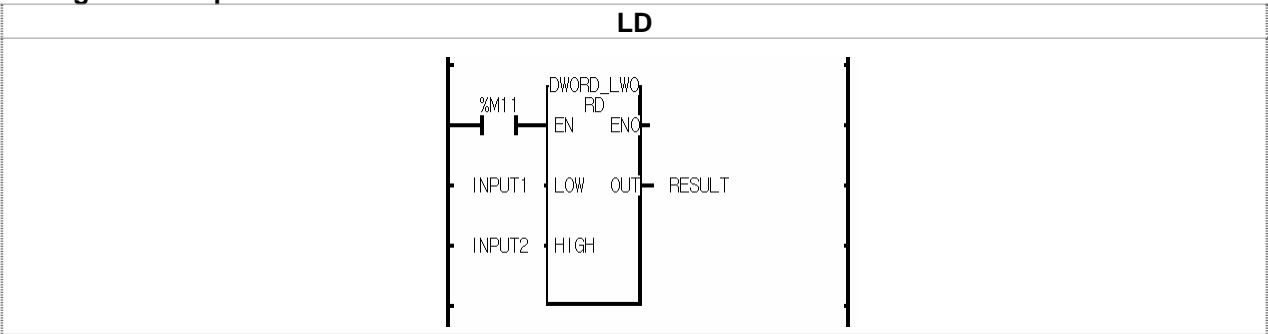 LD
DWORD_LWO
RD
%M11
EN ENO
INPUT1 LOW OUT RESULT
INPUT2 HIGH